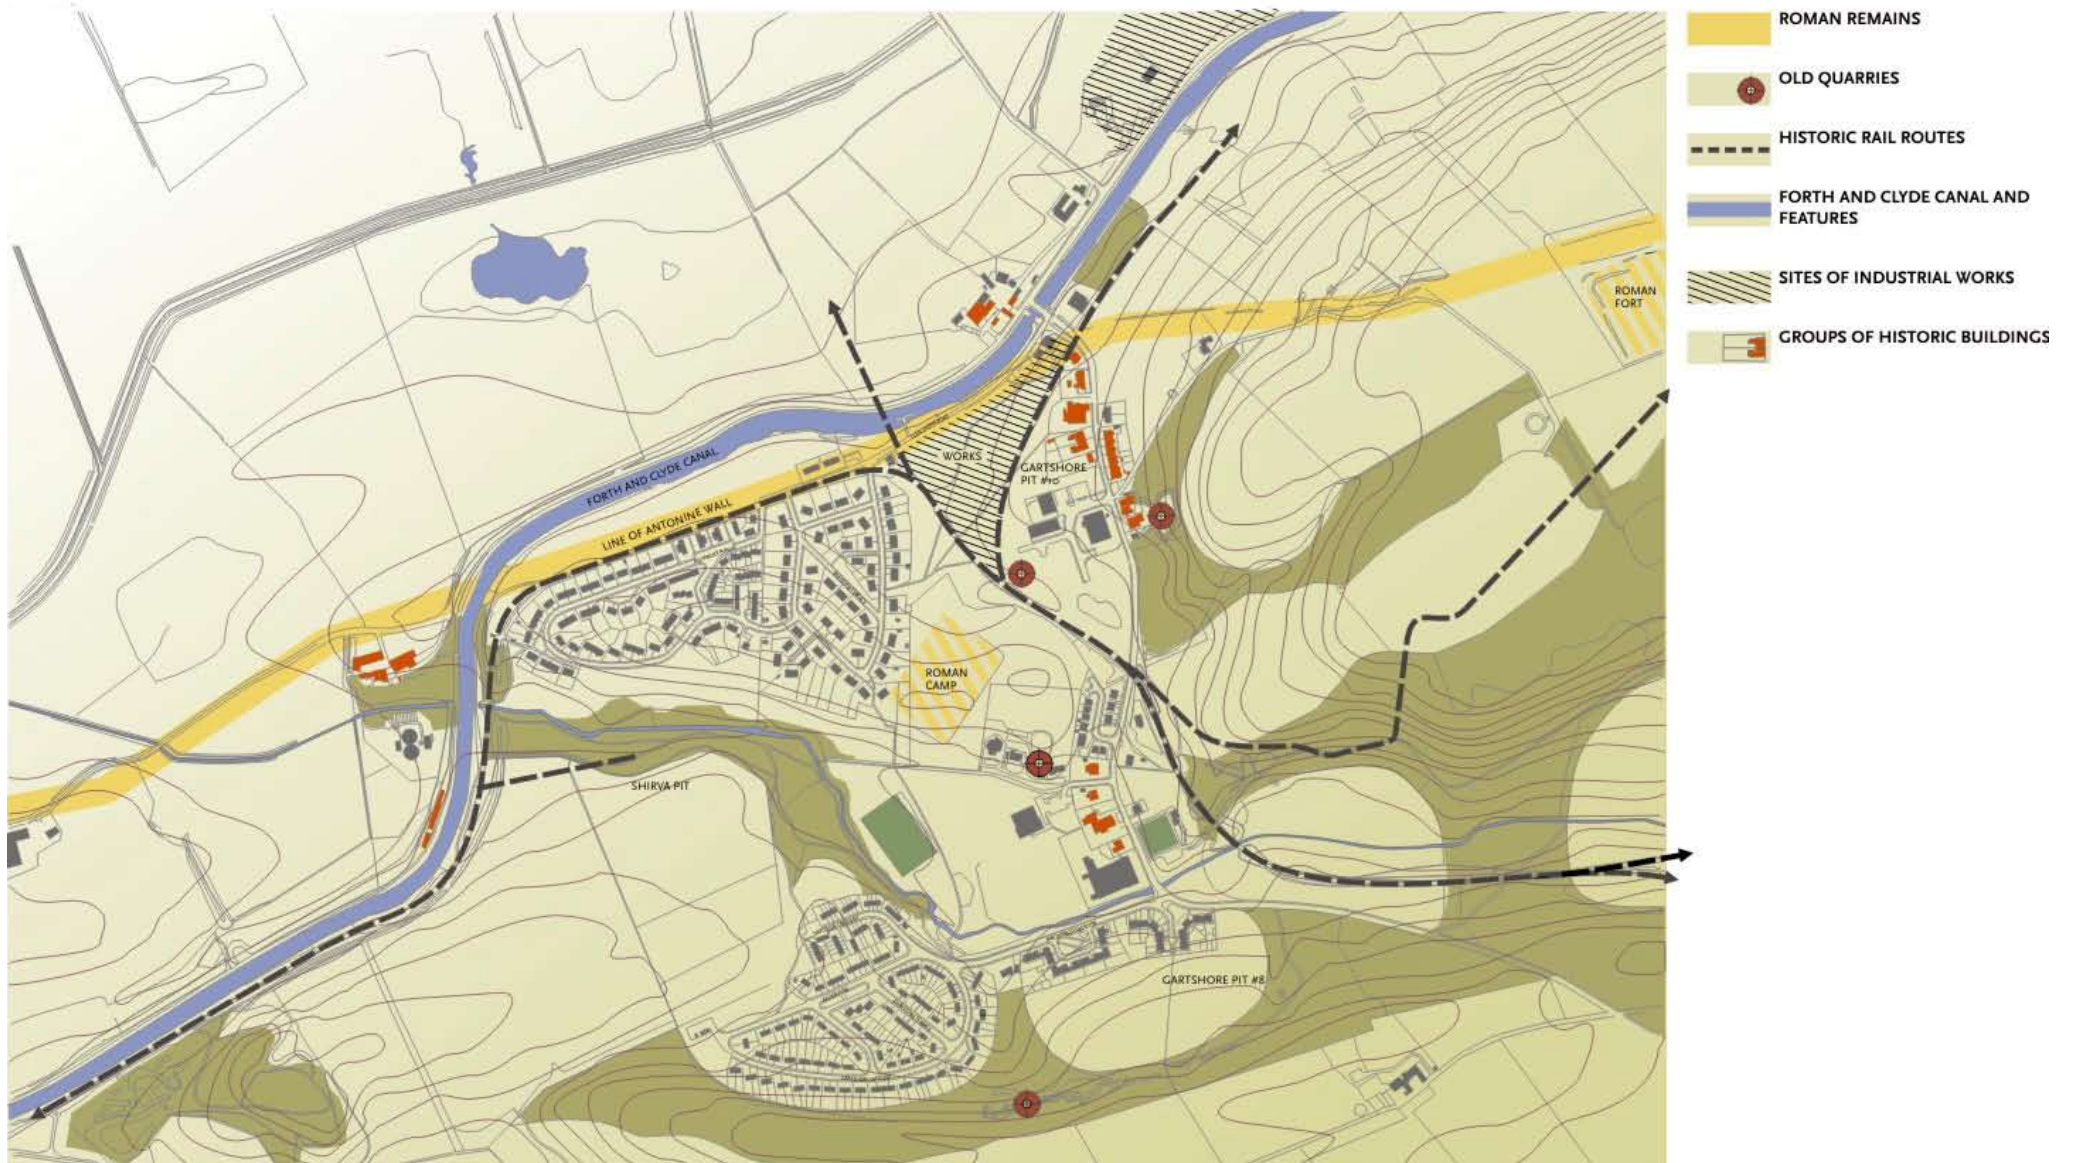 ROMAN REMAINS
OLD QUARRIES
HISTORIC RAIL ROUTES
FORTH AND CLYDE CANAL AND
FEATURES
SITES OF INDUSTRIAL WORKS
GROUPS OF HISTORIC BUILDINGS
ROMAN
FORT
WORKS
GARTSHORE
PIT #10
FORTH AND CLYDE CANAL
LINE OF ANTONINE WALL
ROMAN
CAMP
SHIRVA PIT
GARTSHORE PIT #8